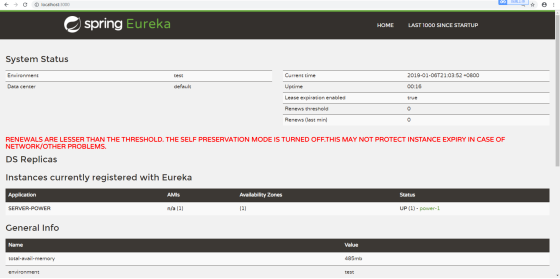 localhost
spring Eureka
HOME LAST 1000 SINCE STARTUP
System Status
Environment test
Data center default
Current time 2019-01-06T21:03:52 +0800
Uptime 00:16
Lease expiration enabled true
Renews threshold 0
Renews (last min) 0
RENEWALS ARE LESSER THAN THE THRESHOLD. THE SELF PRESERVATION MODE IS TURNED OFF.THIS MAY NOT PROTECT INSTANCE EXPIRY IN CASE OF
NETWORK/OTHER PROBLEMS.
DS Replicas
Instances currently registered with Eureka
Application AMIs Availability Zones Status
SERVER-POWER n/a (1) (1) UP (1) - power-1
General Info
Name Value
total-avail-memory 485mb
environment test